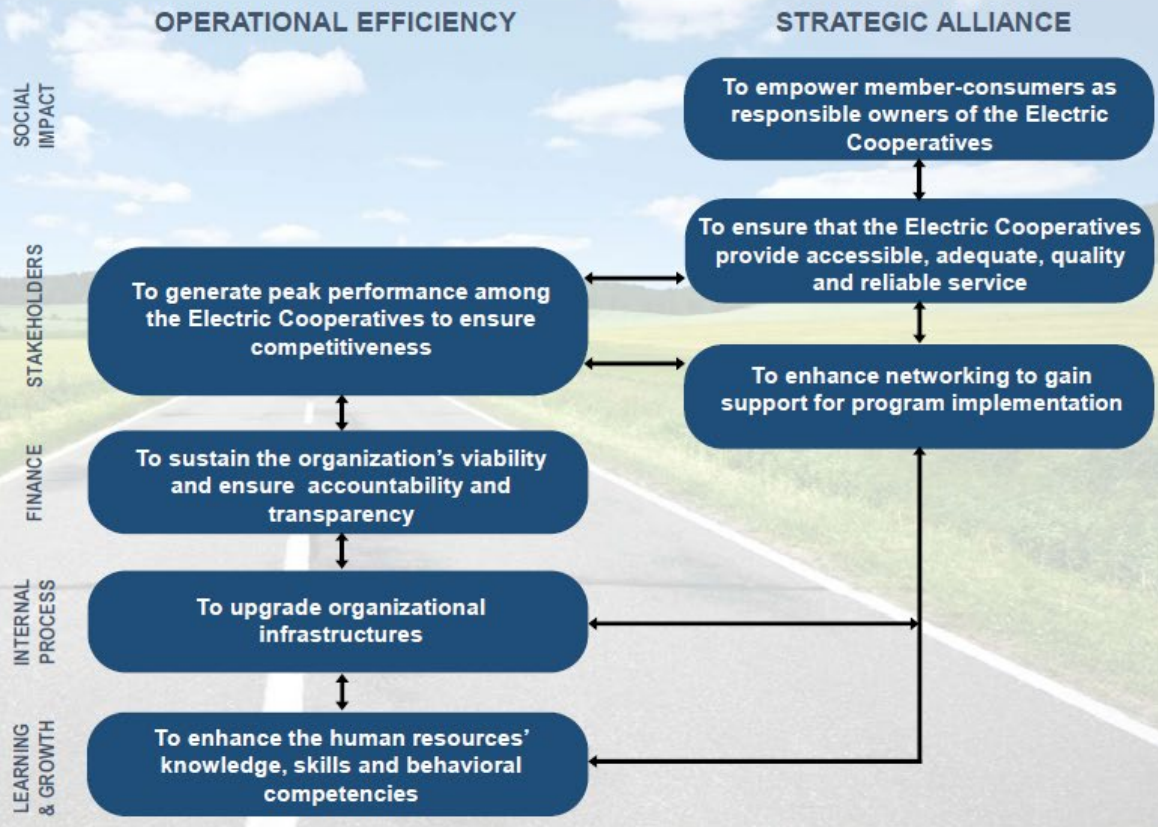 OPERATIONAL EFFICIENCY
STRATEGIC ALLIANCE
SOCIAL
IMPACT
To empower member-consumers as
responsible owners of the Electric
Cooperatives
STAKEHOLDERS
To generate peak performance among
the Electric Cooperatives to ensure
competitiveness
To ensure that the Electric Cooperatives
provide accessible, adequate, quality
and reliable service
To enhance networking to gain
support for program implementation
FINANCE
To sustain the organization's viability
and ensure accountability and
transparency
INTERNAL
PROCESS
To upgrade organizational
infrastructures
LEARNING
& GROWTH
To enhance the human resources'
knowledge, skills and behavioral
competencies